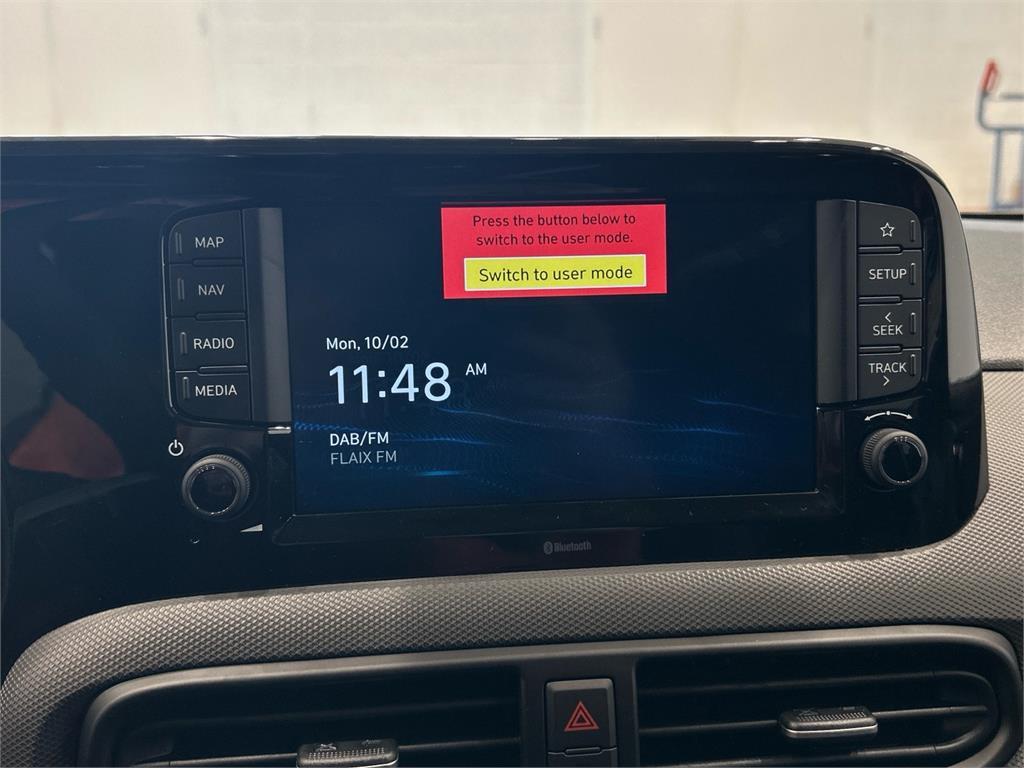 Press the button below to
switch to the user mode.
Switch to user mode
MAP
NAV
RADIO
MEDIA
Mon, 10/02
11:48 AM
DAB/FM
FLAIX FM
SETUP
SEEK
TRACK
Bluetooth